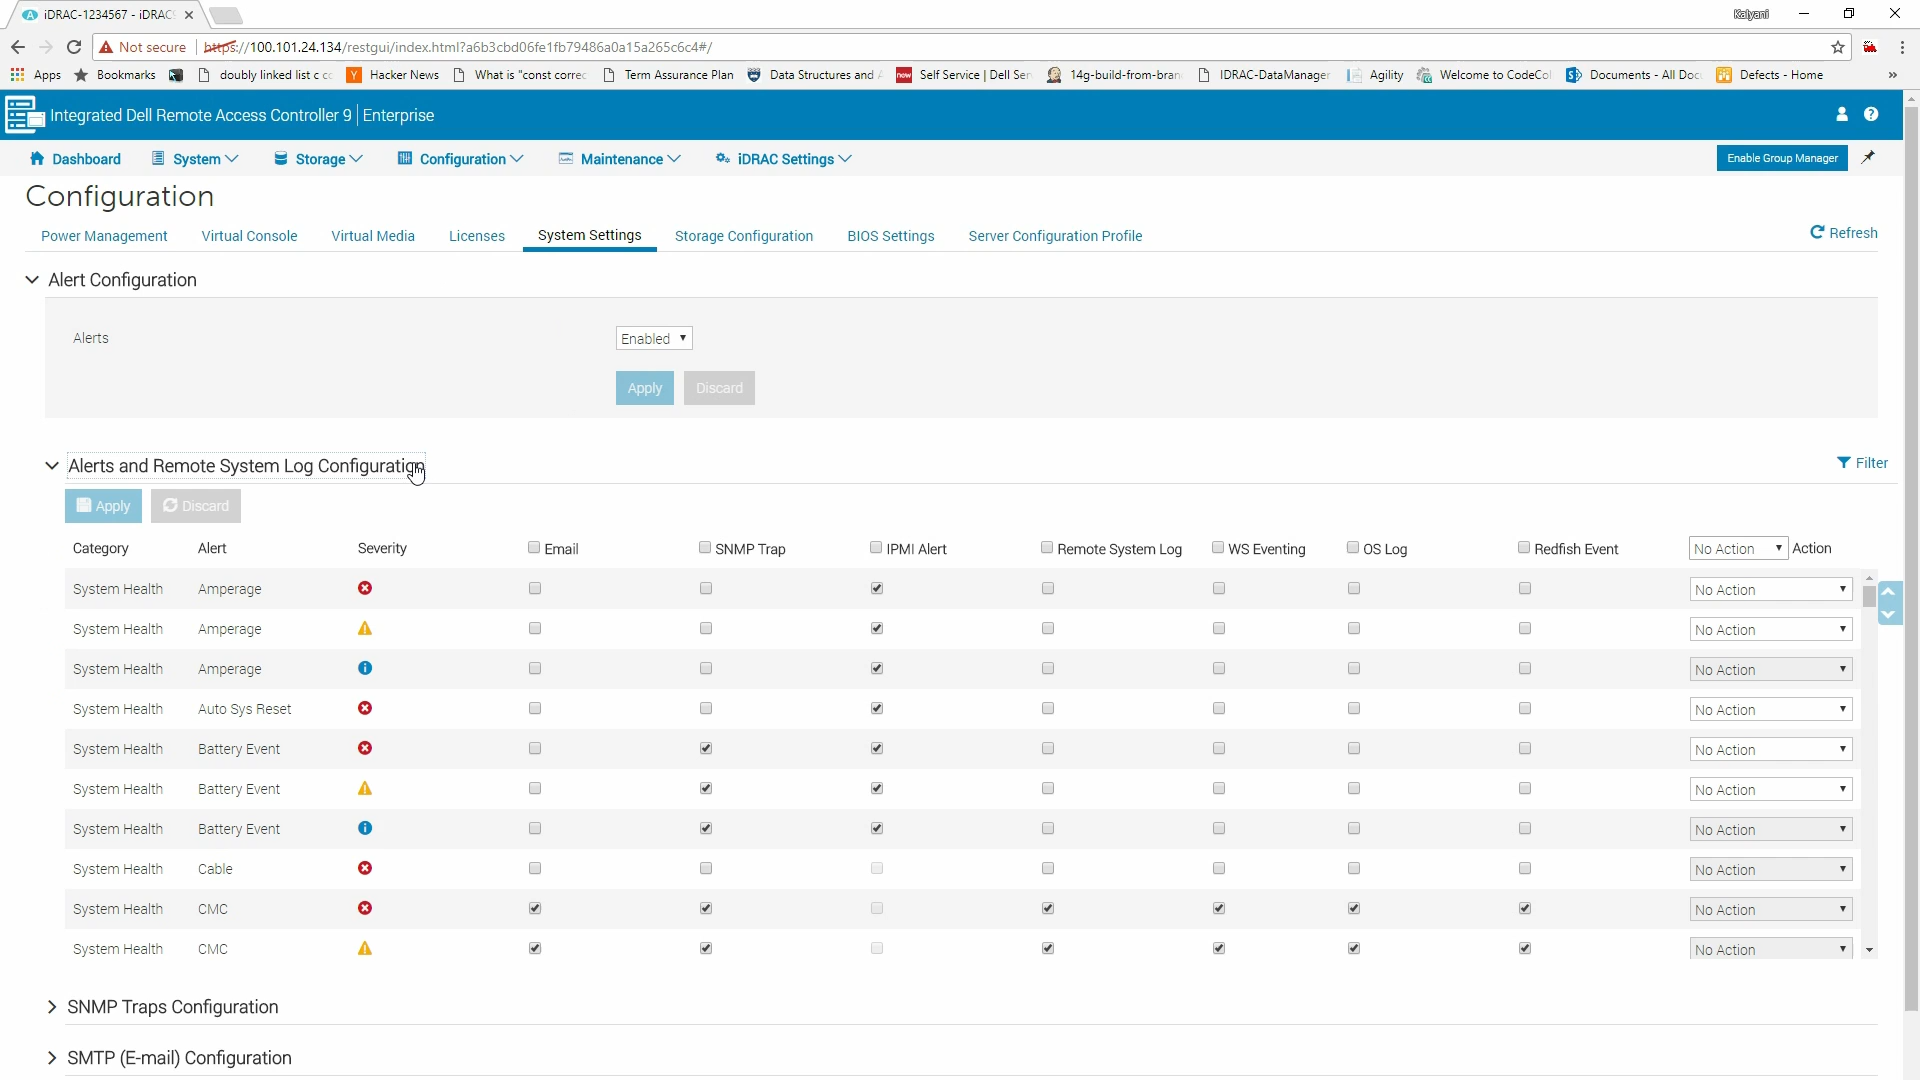 iDRAC-1234567 - iDRAC
Kalyani
Not secure https://100.101.24.134/restgui/index.html?a6b3cbd06fe1fb79486a0a15a265c6c4#/
Apps Bookmarks doubly linked list c Hacker News What is "const correc Term Assurance Plan Data Structures and Self Service | Dell Ser 14g-build-from-bran IDRAC-DataManager Agility Welcome to CodeCol Documents - All Doc Defects - Home »
Integrated Dell Remote Access Controller 9 | Enterprise
Dashboard System Storage Configuration Maintenance iDRAC Settings Enable Group Manager
Configuration
Power Management Virtual Console Virtual Media Licenses System Settings Storage Configuration BIOS Settings Server Configuration Profile Refresh
Alert Configuration
Alerts Enabled
Apply Discard
Alerts and Remote System Log Configuration Filter
Apply Discard
Category Alert Severity Email SNMP Trap IPMI Alert Remote System Log WS Eventing OS Log Redfish Event No Action Action
System Health Amperage No Action
System Health Amperage No Action
System Health Amperage No Action
System Health Auto Sys Reset No Action
System Health Battery Event No Action
System Health Battery Event No Action
System Health Battery Event No Action
System Health Cable No Action
System Health CMC No Action
System Health CMC No Action
SNMP Traps Configuration
SMTP (E-mail) Configuration